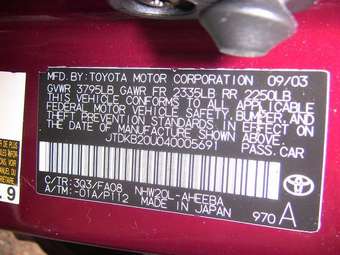 MFD.BY:TOYOTA MOTOR CORPORATION 09/03
GVWR 3795LB GAWR FR 2335LB RR 2250LB
THIS VEHICLE CONFORMS TO ALL APPLICABLE
FEDERAL MOTOR VEHICLE SAFETY, BUMPER, AND
THEFT PREVENTION STANDARDS IN EFFECT ON
THE DATE OF MANUFACTURE SHOWN ABOVE.
JTDKB20U040005691 PASS.CAR
C/TR: 3Q3/FA08 NHW20L-AHEEBA
A/TM: -01A/P112 MADE IN JAPAN
TOYOTA
970 A
.9